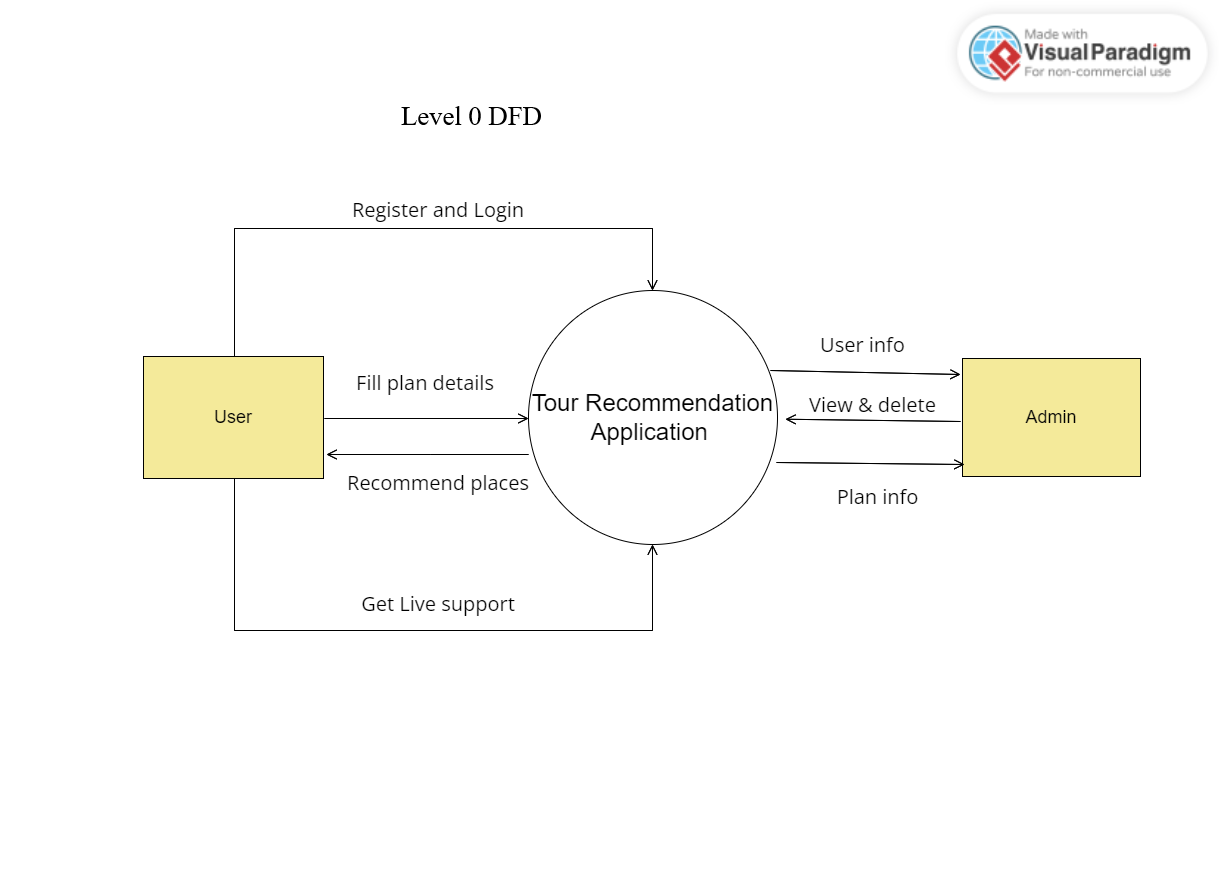 Made with
Visual Paradigm
For non-commercial use
Level 0 DFD
Register and Login
User info
Fill plan details
View & delete
User
Tour Recommendation
Application
Admin
Recommend places
Plan info
Get Live support